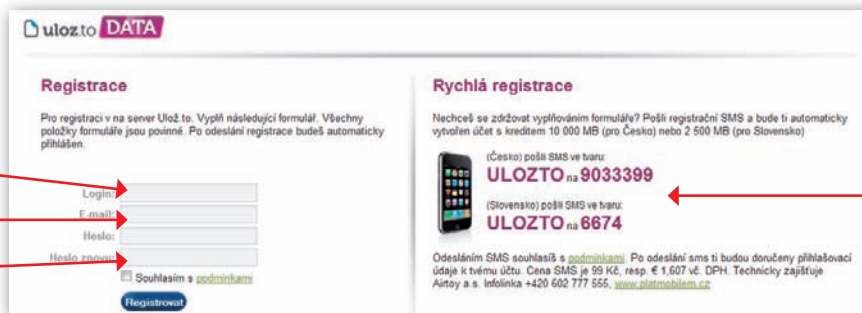 uloz.to DATA
Registrace
Pro registraci v na server Ulož.to. Vyplň následující formulář. Všechny
položky formuláře jsou povinné. Po odeslání registrace budeš automaticky
přihlášen.
Login:
E-mail:
Heslo:
Heslo znovu:
Souhlasím s podmínkami
Registrovat
Rychlá registrace
Nechceš se zdržovat vyplňováním formuláře? Pošli registrační SMS a bude ti automaticky
vytvořen účet s kreditem 10 000 MB (pro Česko) nebo 2 500 MB (pro Slovensko)
(Česko) pošli SMS ve tvaru:
ULOZTO na 9033399
(Slovensko) pošli SMS ve tvaru:
ULOZTO na 6674
Odesláním SMS souhlasíš s podmínkami. Po odeslání sms ti budou doručeny přihlašovací
údaje k tvému účtu. Cena SMS je 99 Kč, resp. € 1,607 vč. DPH. Technicky zajišťuje
Airtoy a.s. Infolinka +420 602 777 555, www.platmobilem.cz